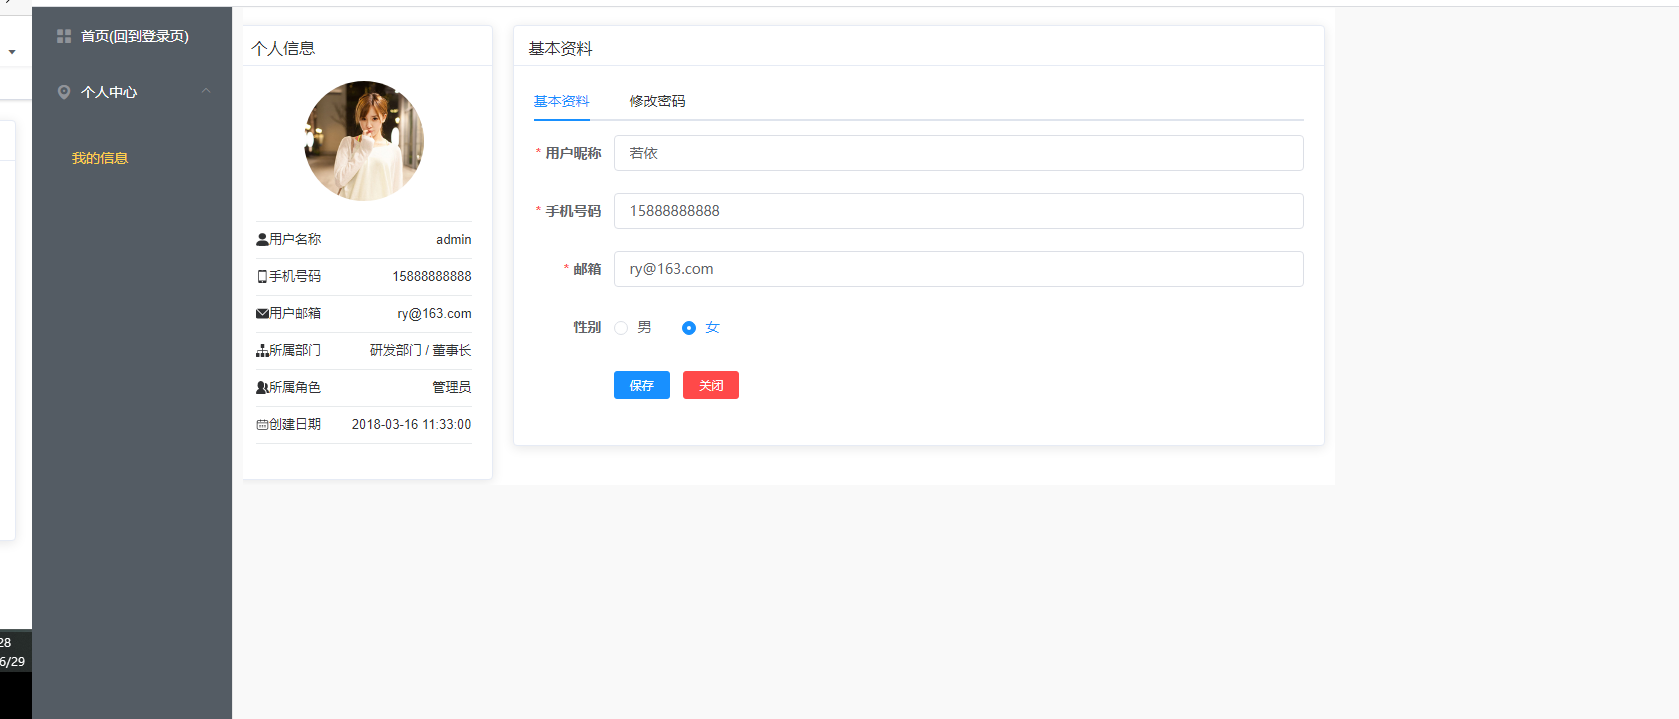 首页(回到登录页)
个人中心
我的信息
28
6/29
个人信息
用户名称 admin
手机号码 15888888888
用户邮箱 ry@163.com
所属部门 研发部门 / 董事长
所属角色 管理员
创建日期 2018-03-16 11:33:00
基本资料
基本资料 修改密码
* 用户昵称 若依
* 手机号码 15888888888
* 邮箱 ry@163.com
性别 男 女
保存 关闭